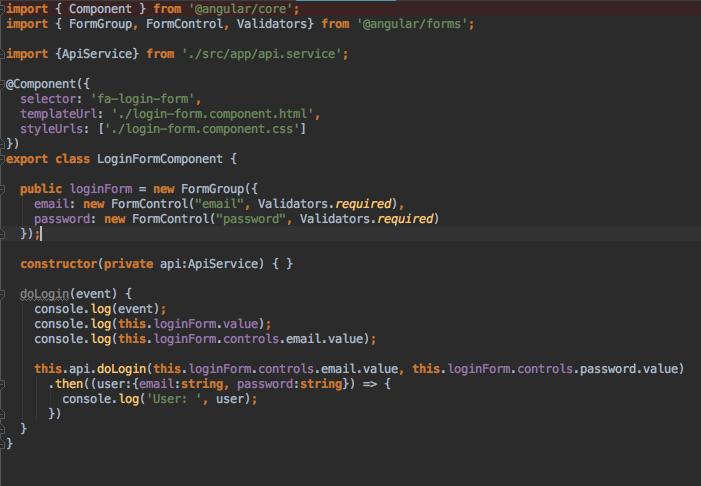 import { Component } from '@angular/core';
import { FormGroup, FormControl, Validators} from '@angular/forms';
import {ApiService} from './src/app/api.service';
@Component({
  selector: 'fa-login-form',
  templateUrl: './login-form.component.html',
  styleUrls: ['./login-form.component.css']
})
export class LoginFormComponent {
  public loginForm = new FormGroup({
    email: new FormControl("email", Validators.required),
    password: new FormControl("password", Validators.required)
  });
  constructor(private api:ApiService) { }
  doLogin(event) {
    console.log(event);
    console.log(this.loginForm.value);
    console.log(this.loginForm.controls.email.value);
    this.api.doLogin(this.loginForm.controls.email.value, this.loginForm.controls.password.value)
      .then((user:{email:string, password:string}) => {
        console.log('User: ', user);
      })
  }
}